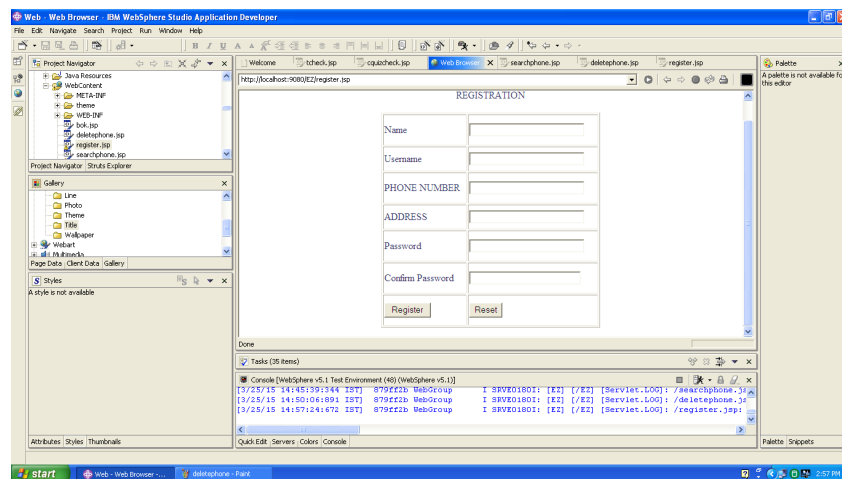 Web - Web Browser - IBM WebSphere Studio Application Developer
File Edit Navigate Search Project Run Window Help
Project Navigator
Java Resources
WebContent
META-INF
theme
WEB-INF
bok.jsp
deletephone.jsp
register.jsp
searchphone.jsp
Project Navigator Struts Explorer
Gallery
Line
Photo
Theme
Title
Wallpaper
Webart
Multimedia
Page Data Client Data Gallery
Styles
A style is not available
Attributes Styles Thumbnails
Welcome tcheck.jsp cquizcheck.jsp Web Browser searchphone.jsp deletephone.jsp register.jsp
http://localhost:9080/EZ/register.jsp
REGISTRATION
Name
Username
PHONE NUMBER
ADDRESS
Password
Confirm Password
Register Reset
Done
Tasks (35 items)
Console [WebSphere v5.1 Test Environment (48) (WebSphere v5.1)]
[3/25/15 14:45:39:344 IST] 879ff2b WebGroup I SRVE0180I: [EZ] [/EZ] [Servlet.LOG]: /searchphone.js
[3/25/15 14:50:06:891 IST] 879ff2b WebGroup I SRVE0180I: [EZ] [/EZ] [Servlet.LOG]: /deletephone.js
[3/25/15 14:57:24:672 IST] 879ff2b WebGroup I SRVE0180I: [EZ] [/EZ] [Servlet.LOG]: /register.jsp:
Quick Edit Servers Colors Console
Palette
A palette is not available fo
this editor
Palette Snippets
start Web - Web Browser -... deletephone - Paint 2:57 PM